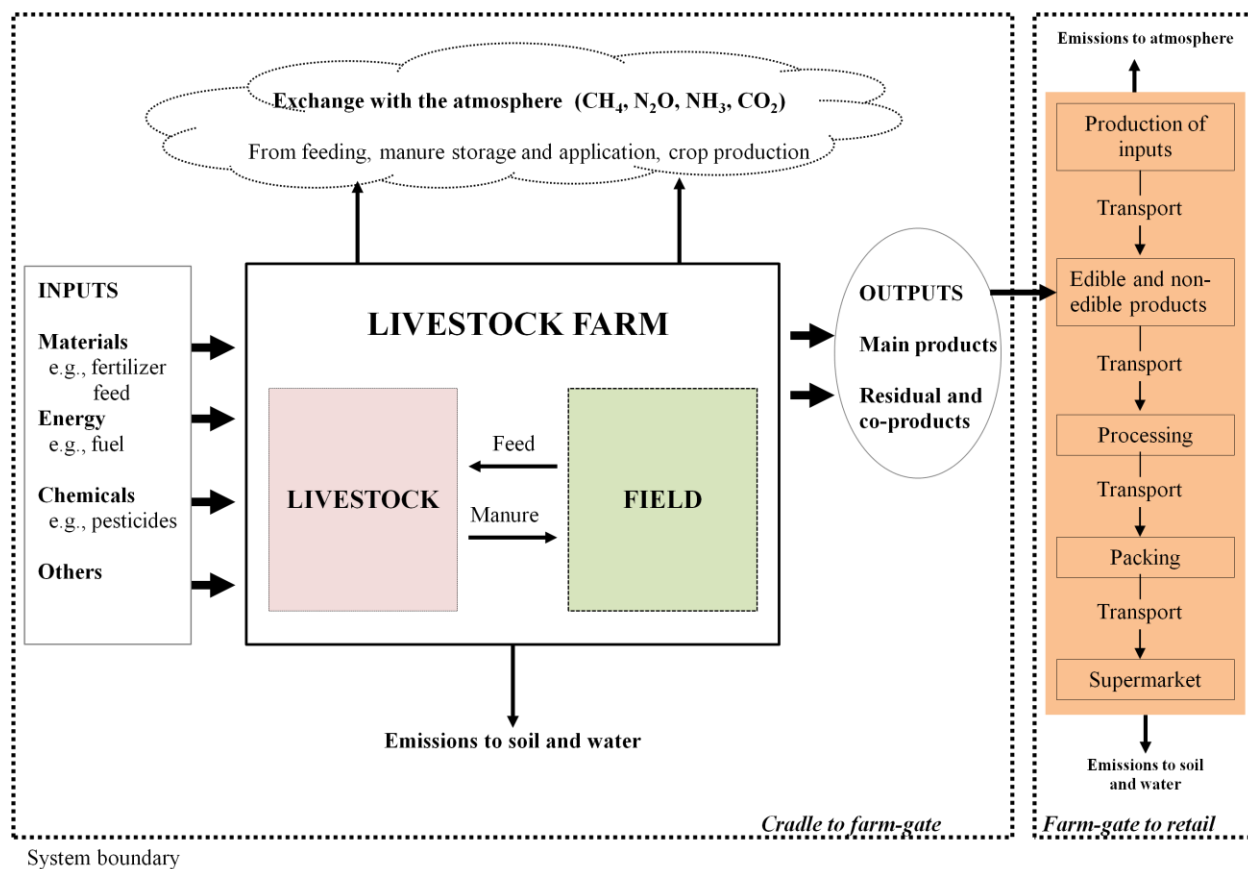 Exchange with the atmosphere (CH₄, N₂O, NH₃, CO₂)
From feeding, manure storage and application, crop production
INPUTS
Materials
e.g., fertilizer
feed
Energy
e.g., fuel
Chemicals
e.g., pesticides
Others
LIVESTOCK FARM
LIVESTOCK
Feed
Manure
FIELD
Emissions to soil and water
OUTPUTS
Main products
Residual and
co-products
Cradle to farm-gate
Emissions to atmosphere
Production of
inputs
Transport
Edible and non-
edible products
Transport
Processing
Transport
Packing
Transport
Supermarket
Emissions to soil
and water
Farm-gate to retail
System boundary